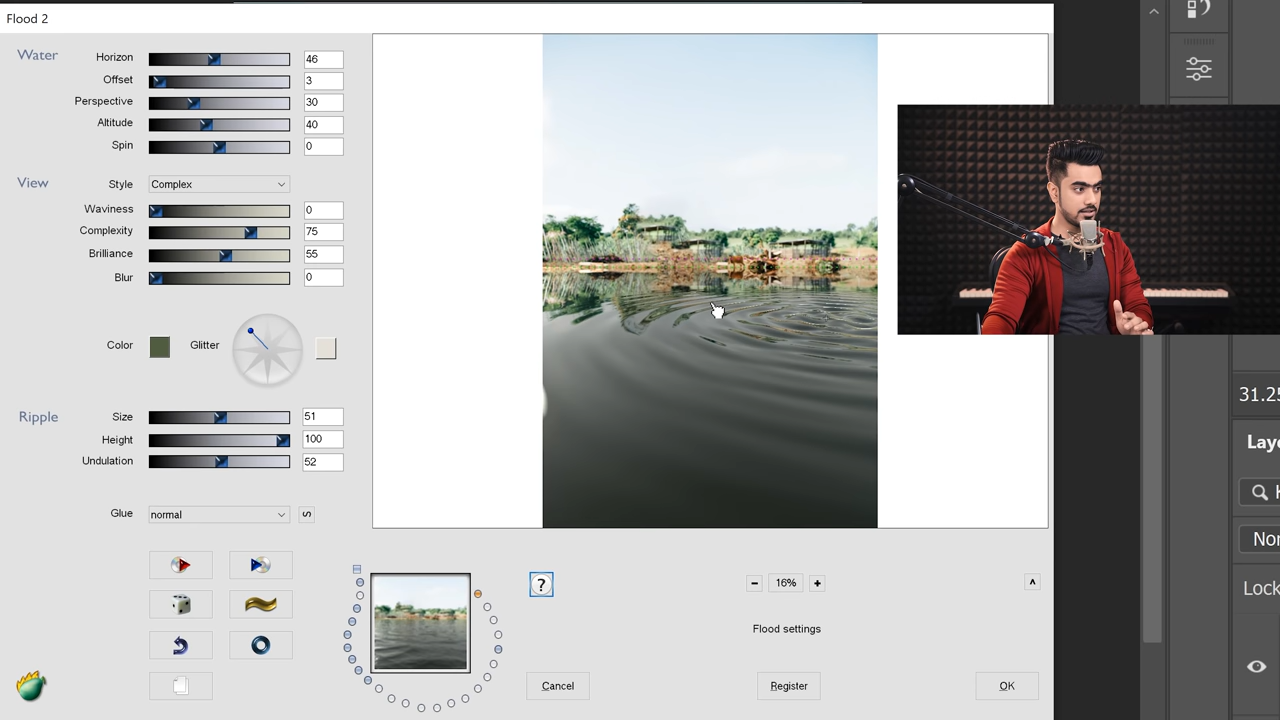 Flood 2
Water
Horizon 46
Offset 3
Perspective 30
Altitude 40
Spin 0
View
Style Complex
Waviness 0
Complexity 75
Brilliance 55
Blur 0
Color Glitter
Ripple
Size 51
Height 100
Undulation 52
Glue normal
?
16%
Flood settings
Cancel
Register
OK
31.25
Laye
K
Nor
Lock